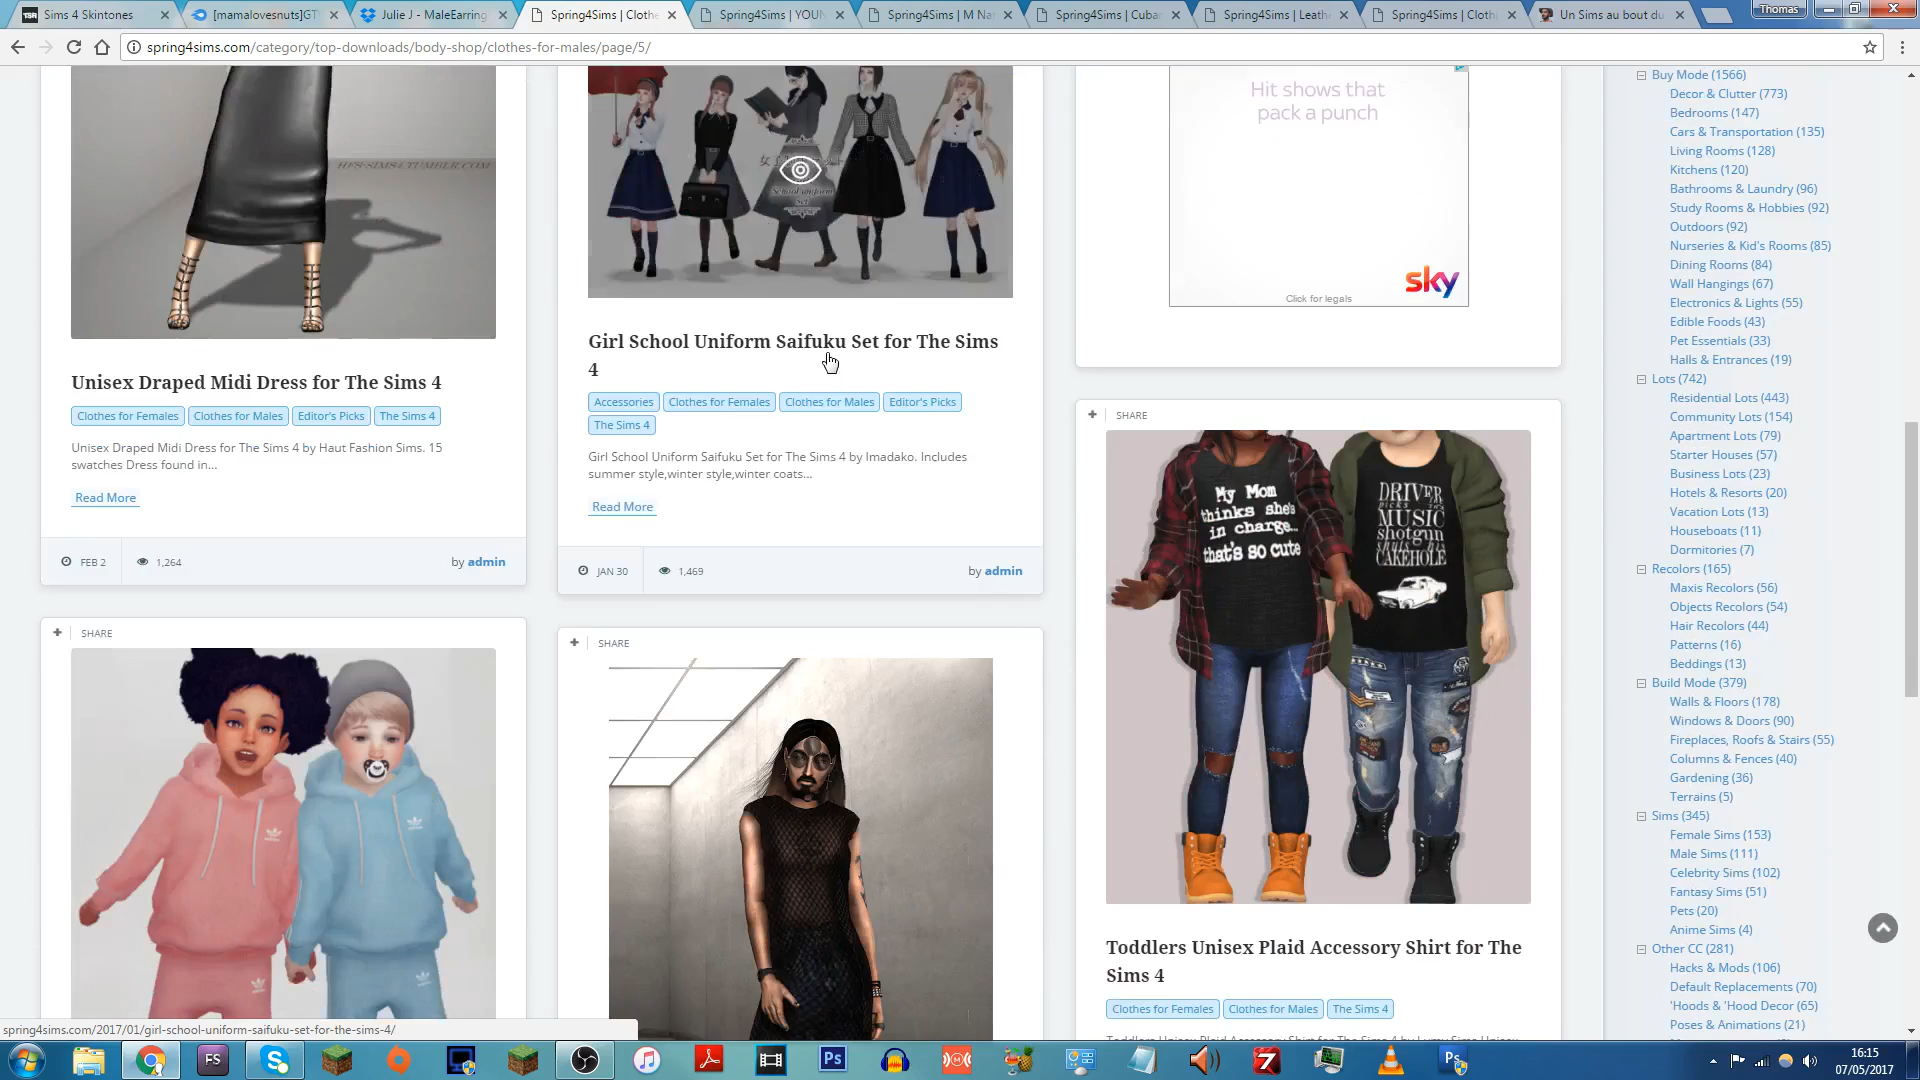 Sims 4 Skintones
[mamalovesnuts]GT
Julie J - MaleEarring
Spring4Sims | Clothe
Spring4Sims | YOUN
Spring4Sims | M Na
Spring4Sims | Cuba
Spring4Sims | Leath
Spring4Sims | Cloth
Un Sims au bout du
Thomas
spring4sims.com/category/top-downloads/body-shop/clothes-for-males/page/5/
HFS-SIMS4.TUMBLR.COM
Unisex Draped Midi Dress for The Sims 4
Clothes for Females Clothes for Males Editor's Picks The Sims 4
Unisex Draped Midi Dress for The Sims 4 by Haut Fashion Sims. 15
swatches Dress found in...
Read More
FEB 2 1,264 by admin
SHARE
Girl School Uniform Saifuku Set for The Sims
4
Accessories Clothes for Females Clothes for Males Editor's Picks
The Sims 4
Girl School Uniform Saifuku Set for The Sims 4 by Imadako. Includes
summer style,winter style,winter coats...
Read More
JAN 30 1,469 by admin
SHARE
Hit shows that
pack a punch
sky
Click for legals
SHARE
My Mom
thinks she's
in charge...
that's so cute
DRIVER
picks the
MUSIC
shotgun
shuts his
CAKEHOLE
Toddlers Unisex Plaid Accessory Shirt for The
Sims 4
Clothes for Females Clothes for Males The Sims 4
Buy Mode (1566)
Decor & Clutter (773)
Bedrooms (147)
Cars & Transportation (135)
Living Rooms (128)
Kitchens (120)
Bathrooms & Laundry (96)
Study Rooms & Hobbies (92)
Outdoors (92)
Nurseries & Kid's Rooms (85)
Dining Rooms (84)
Wall Hangings (67)
Electronics & Lights (55)
Edible Foods (43)
Pet Essentials (33)
Halls & Entrances (19)
Lots (742)
Residential Lots (443)
Community Lots (154)
Apartment Lots (79)
Starter Houses (57)
Business Lots (23)
Hotels & Resorts (20)
Vacation Lots (13)
Houseboats (11)
Dormitories (7)
Recolors (165)
Maxis Recolors (56)
Objects Recolors (54)
Hair Recolors (44)
Patterns (16)
Beddings (13)
Build Mode (379)
Walls & Floors (178)
Windows & Doors (90)
Fireplaces, Roofs & Stairs (55)
Columns & Fences (40)
Gardening (36)
Terrains (5)
Sims (345)
Female Sims (153)
Male Sims (111)
Celebrity Sims (102)
Fantasy Sims (51)
Pets (20)
Anime Sims (4)
Other CC (281)
Hacks & Mods (106)
Default Replacements (70)
'Hoods & 'Hood Decor (65)
Poses & Animations (21)
spring4sims.com/2017/01/girl-school-uniform-saifuku-set-for-the-sims-4/
16:15
07/05/2017